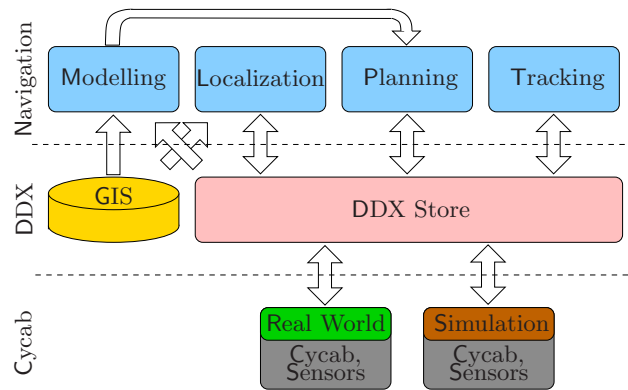 Navigation
Modelling
Localization
Planning
Tracking
DDX
GIS
DDX Store
Cycab
Real World
Cycab,
Sensors
Simulation
Cycab,
Sensors